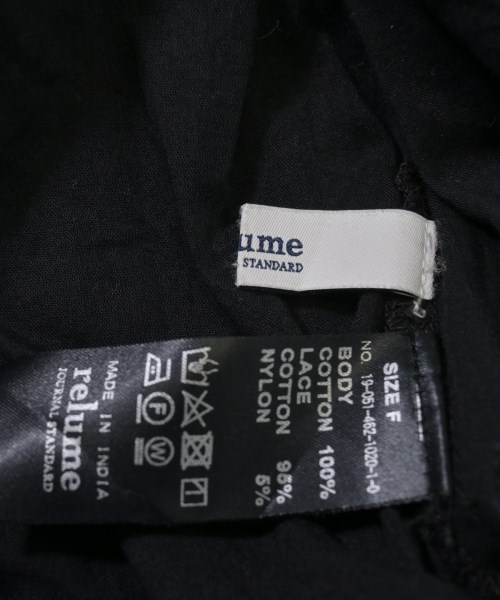 ume
STANDARD
SIZE F
NO. 19-051-462-1020-1-0
BODY
COTTON 100%
LACE
COTTON 95%
NYLON 5%
F W
MADE IN INDIA
relume
JOURNAL STANDARD